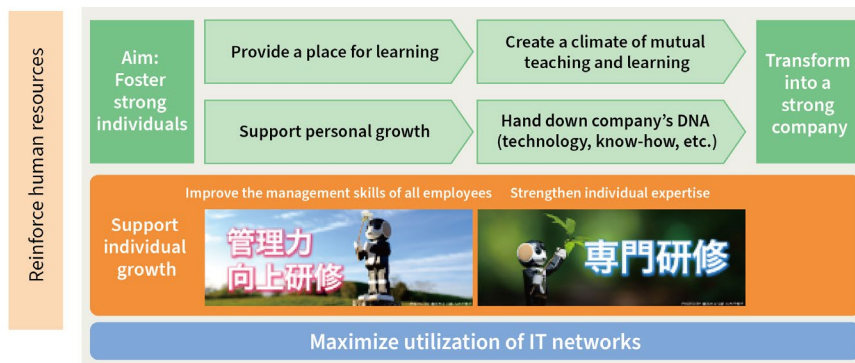 Reinforce human resources
Aim:
Foster
strong
individuals
Provide a place for learning
Create a climate of mutual
teaching and learning
Support personal growth
Hand down company's DNA
(technology, know-how, etc.)
Transform
into a
strong
company
Support
individual
growth
Improve the management skills of all employees
Strengthen individual expertise
管理力
向上研修
専門研修
Maximize utilization of IT networks